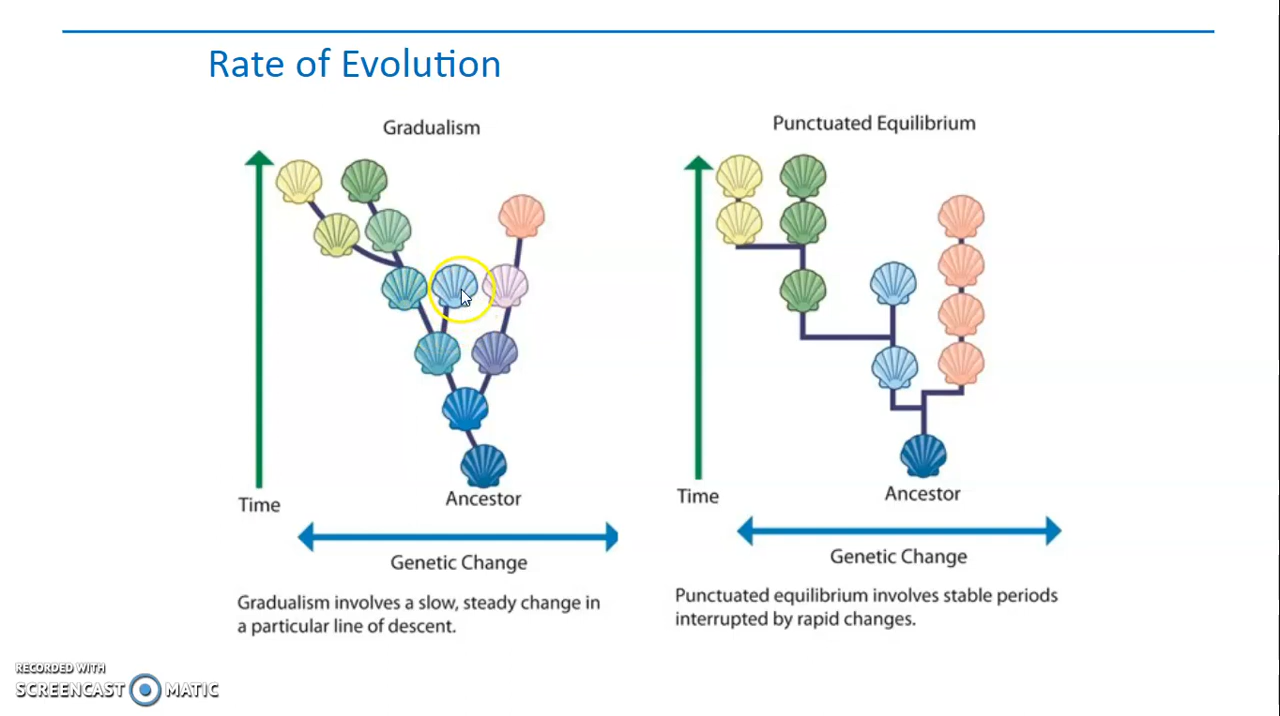 Rate of Evolution
Gradualism
Time
Ancestor
Genetic Change
Gradualism involves a slow, steady change in
a particular line of descent.
Punctuated Equilibrium
Time
Ancestor
Genetic Change
Punctuated equilibrium involves stable periods
interrupted by rapid changes.
RECORDED WITH
SCREENCAST MATIC